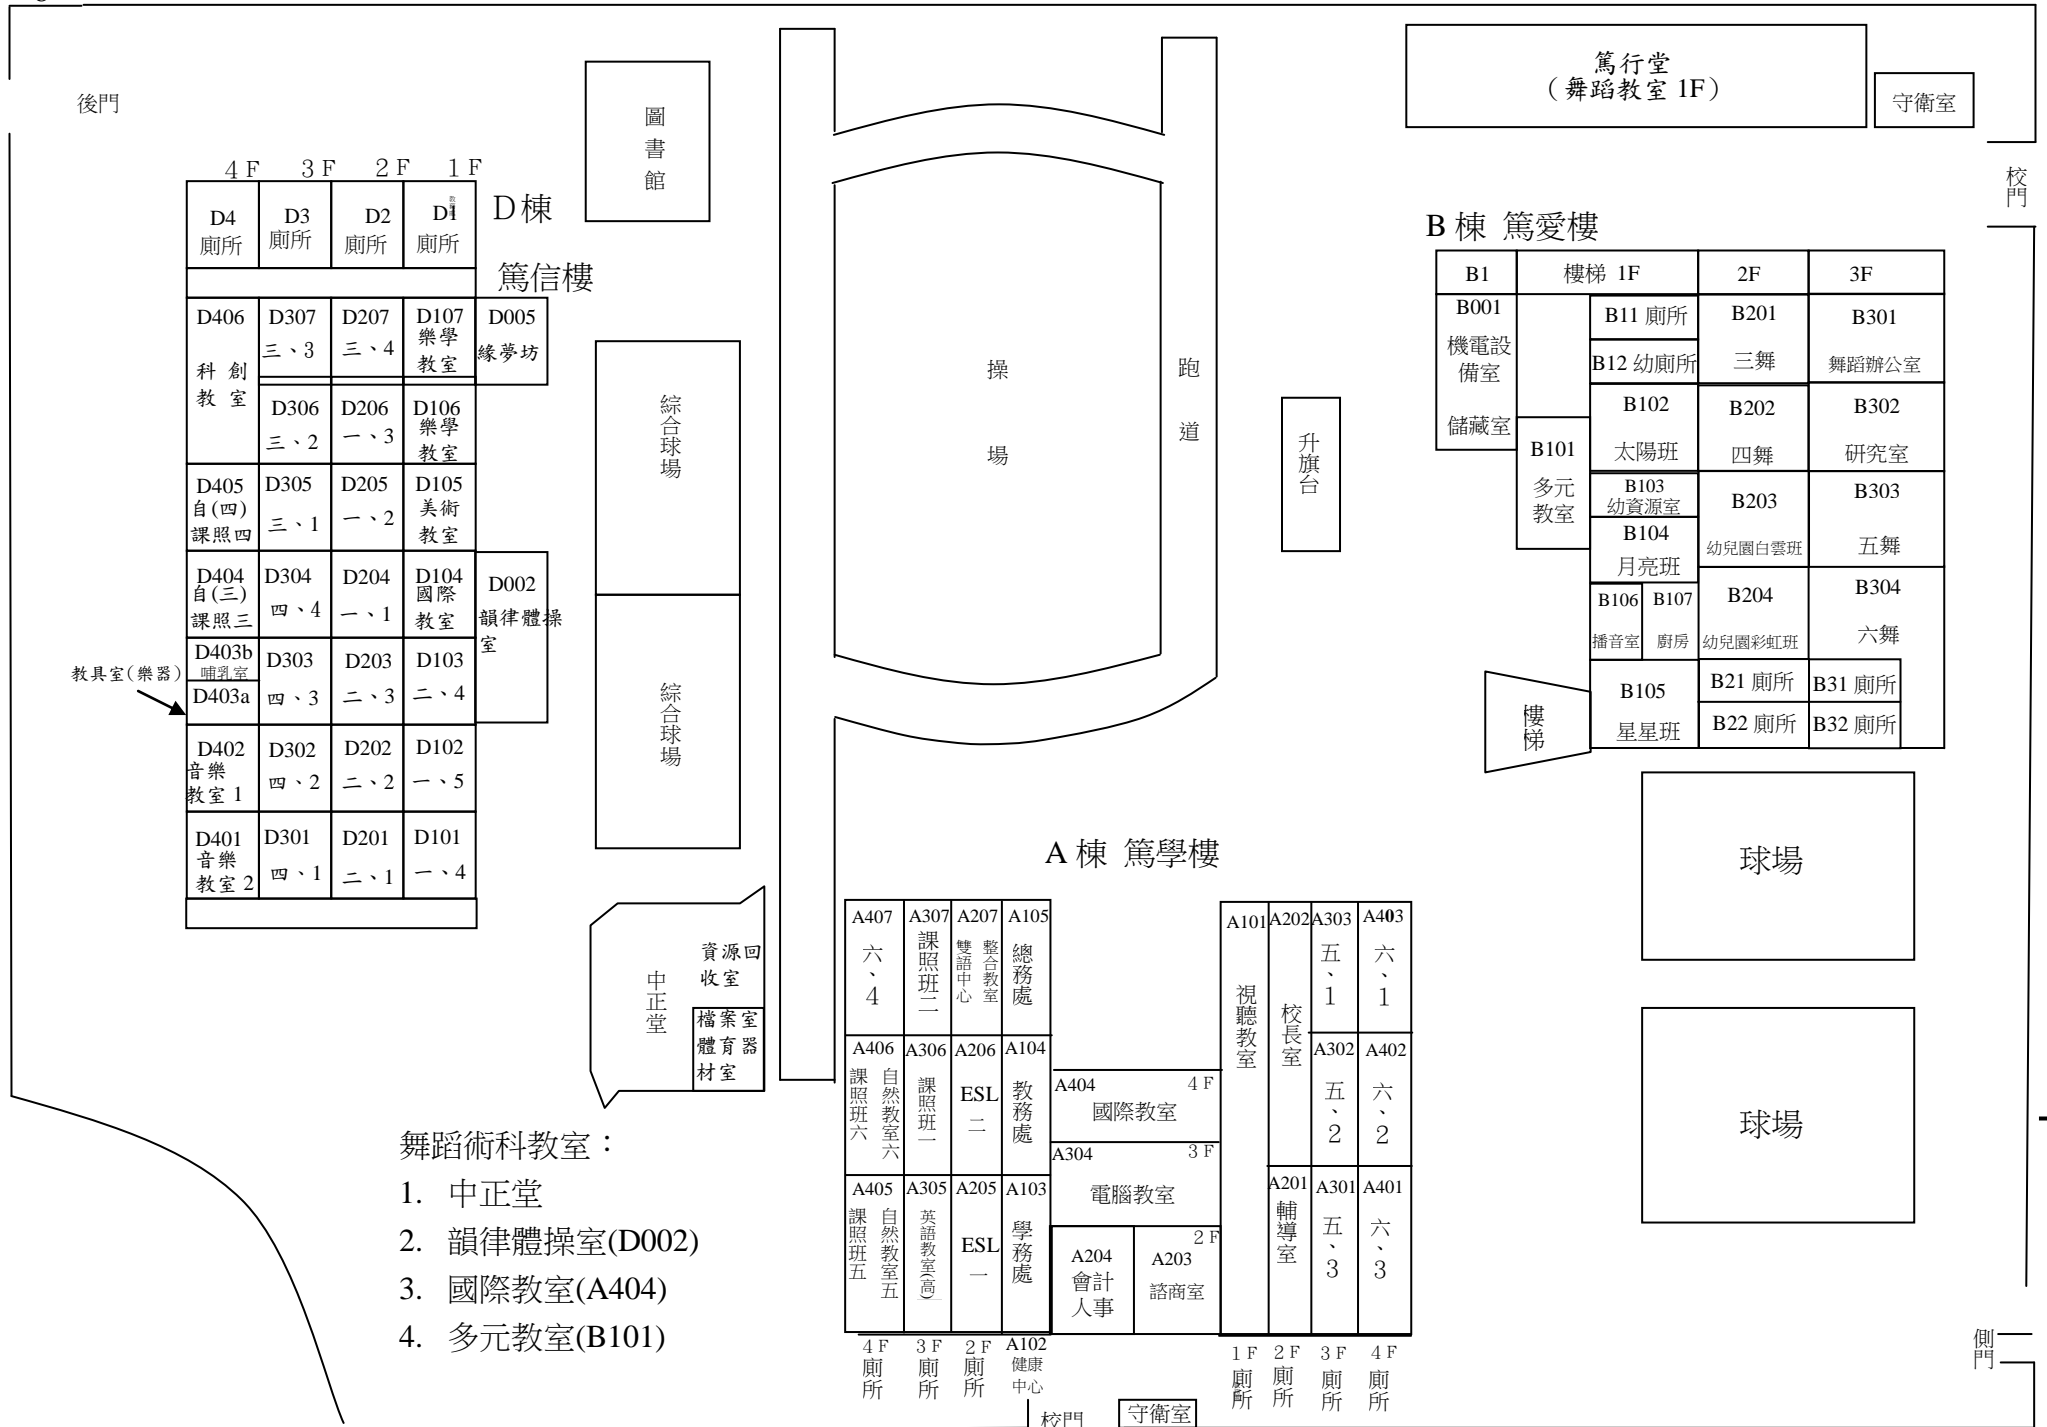 後門
圖書館
篤行堂
（舞蹈教室 1F）
守衛室
校門
4 F
3 F
2 F
1 F
D棟
篤信樓
D4
廁所
D3
廁所
D2
廁所
D1
廁所
D406
科 創
教 室
D307
三、3
D207
三、4
D107
樂學
教室
D005
緣夢坊
D306
三、2
D206
一、3
D106
樂學
教室
D405
自(四)
課照四
D305
三、1
D205
一、2
D105
美術
教室
D404
自(三)
課照三
D304
四、4
D204
一、1
D104
國際
教室
D002
韻律體操
室
教具室(樂器)
D403b
哺乳室
D403a
D303
四、3
D203
二、3
D103
二、4
D402
音樂
教室 1
D302
四、2
D202
二、2
D102
一、5
D401
音樂
教室 2
D301
四、1
D201
二、1
D101
一、4
綜合球場
綜合球場
操場
跑道
升旗台
B 棟 篤愛樓
B1
樓梯 1F
2F
3F
B001
機電設
備室
儲藏室
B11 廁所
B12 幼廁所
B201
三舞
B301
舞蹈辦公室
B101
多元
教室
B102
太陽班
B202
四舞
B302
研究室
B103
幼資源室
B104
月亮班
B203
幼兒園白雲班
B303
五舞
B106
播音室
B107
廚房
B204
幼兒園彩虹班
B304
六舞
樓梯
B105
星星班
B21 廁所
B22 廁所
B31 廁所
B32 廁所
球場
球場
中正堂
資源回
收室
檔案室
體育器
材室
A 棟 篤學樓
A407
六、4
A307
課照班二
A207
整合教室
雙語中心
A105
總務處
A406
自然教室六
課照班六
A306
課照班一
A206
ESL
二
A104
教務處
A405
自然教室五
課照班五
A305
英語教室(高)
A205
ESL
一
A103
學務處
A404
4 F
國際教室
A304
3 F
電腦教室
2 F
A204
會計
人事
A203
諮商室
A101
視聽教室
A202
校長室
A303
五、1
A403
六、1
A302
五、2
A402
六、2
A201
輔導室
A301
五、3
A401
六、3
4 F
廁所
3 F
廁所
2 F
廁所
A102
健康
中心
1 F
廁所
2 F
廁所
3 F
廁所
4 F
廁所
校門
守衛室
側門
舞蹈術科教室：
1. 中正堂
2. 韻律體操室(D002)
3. 國際教室(A404)
4. 多元教室(B101)